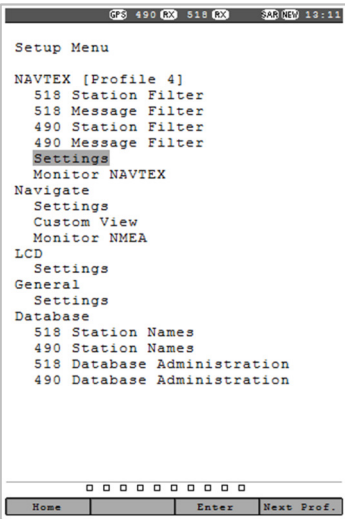 GPS 490 RX 518 RX SAR NEW 13:11
Setup Menu
NAVTEX [Profile 4]
518 Station Filter
518 Message Filter
490 Station Filter
490 Message Filter
Settings
Monitor NAVTEX
Navigate
Settings
Custom View
Monitor NMEA
LCD
Settings
General
Settings
Database
518 Station Names
490 Station Names
518 Database Administration
490 Database Administration
Home Enter Next Prof.